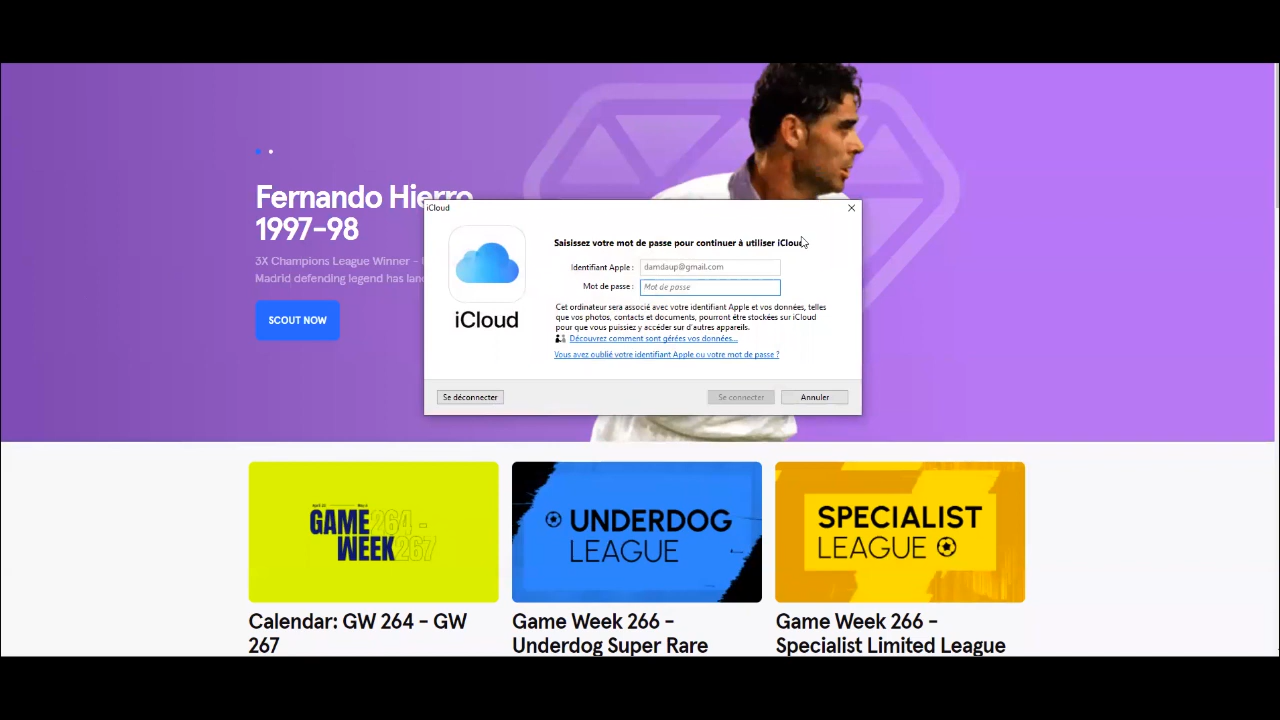 Fernando Hierro
1997-98
3X Champions League Winner -
Madrid defending legend has
SCOUT NOW
iCloud
Saisissez votre mot de passe pour continuer à utiliser iCloud.
Identifiant Apple :
damdaup@gmail.com
Mot de passe :
Mot de passe
Cet ordinateur sera associé avec votre identifiant Apple et vos données, telles
que vos photos, contacts et documents, pourront être stockées sur iCloud
pour que vous puissiez y accéder sur d'autres appareils.
Découvrez comment sont gérées vos données...
Vous avez oublié votre identifiant Apple ou votre mot de passe ?
iCloud
Se déconnecter
Se connecter
Annuler
GAME 264 -
WEEK 267
UNDERDOG
LEAGUE
SPECIALIST
LEAGUE
Calendar: GW 264 - GW
267
Game Week 266 -
Underdog Super Rare
Game Week 266 -
Specialist Limited League